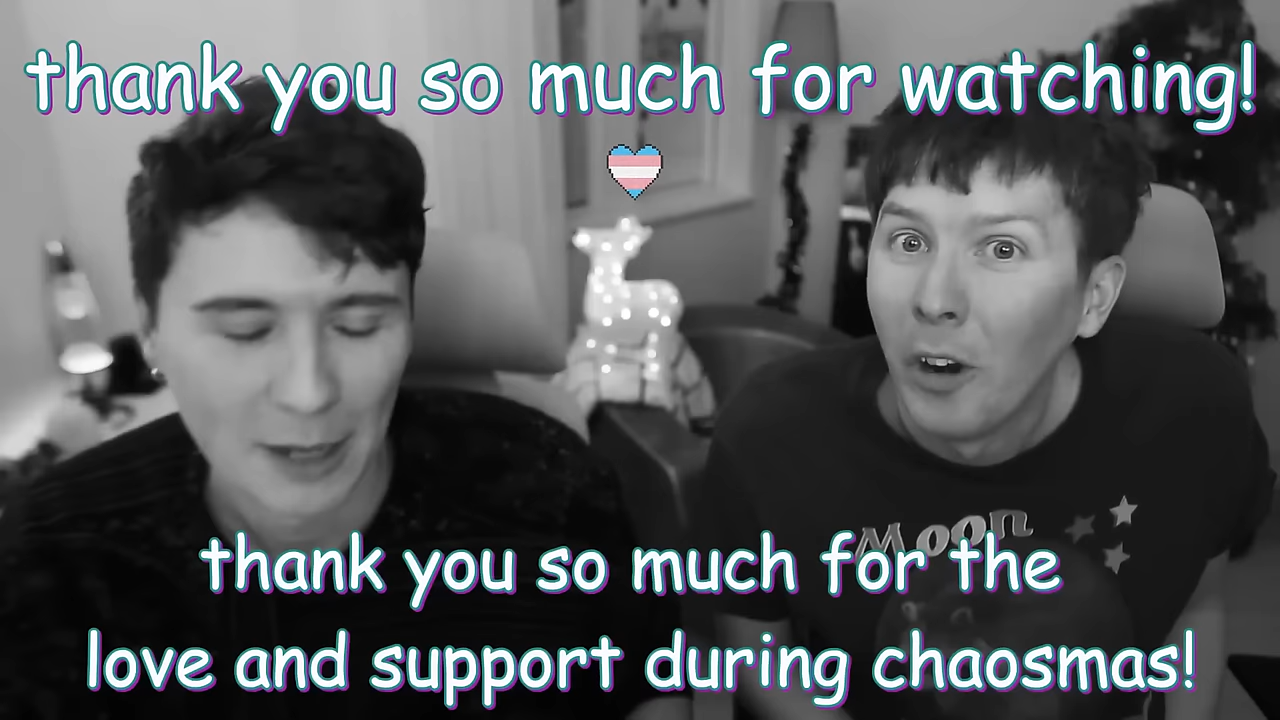 thank you so much for watching!
Moon
thank you so much for the
love and support during chaosmas!